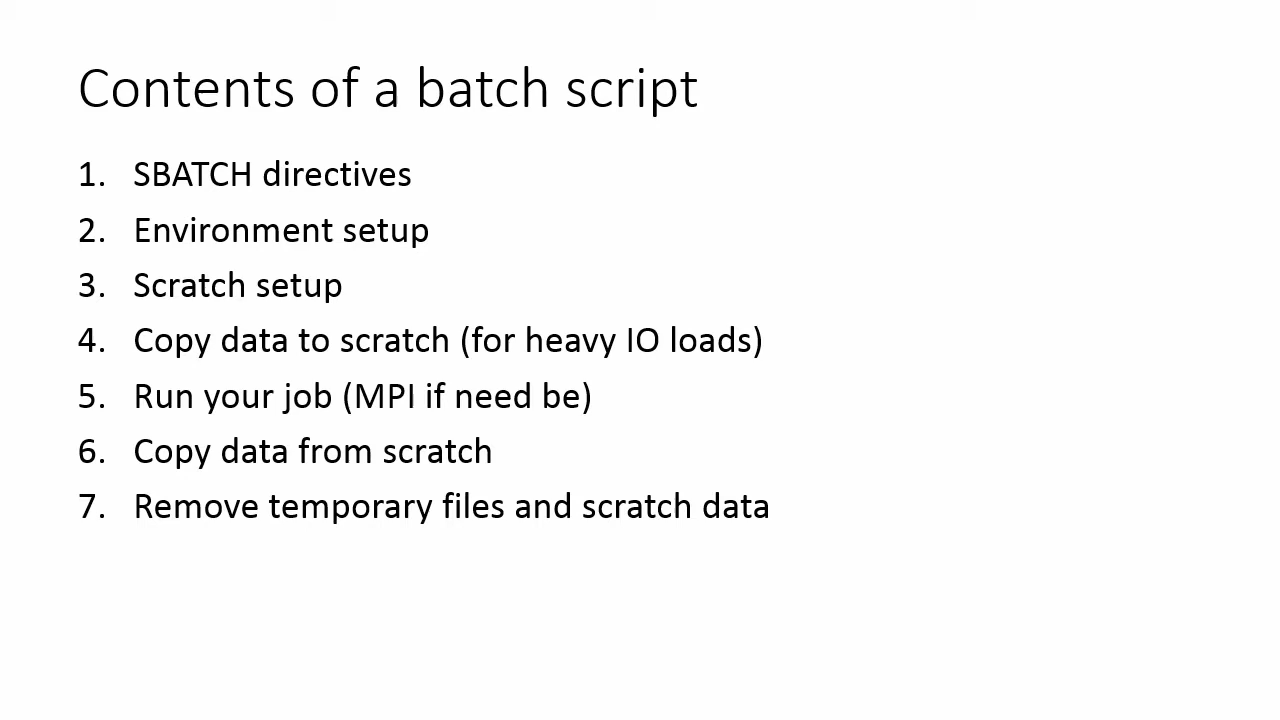 Contents of a batch script
1. SBATCH directives
2. Environment setup
3. Scratch setup
4. Copy data to scratch (for heavy IO loads)
5. Run your job (MPI if need be)
6. Copy data from scratch
7. Remove temporary files and scratch data